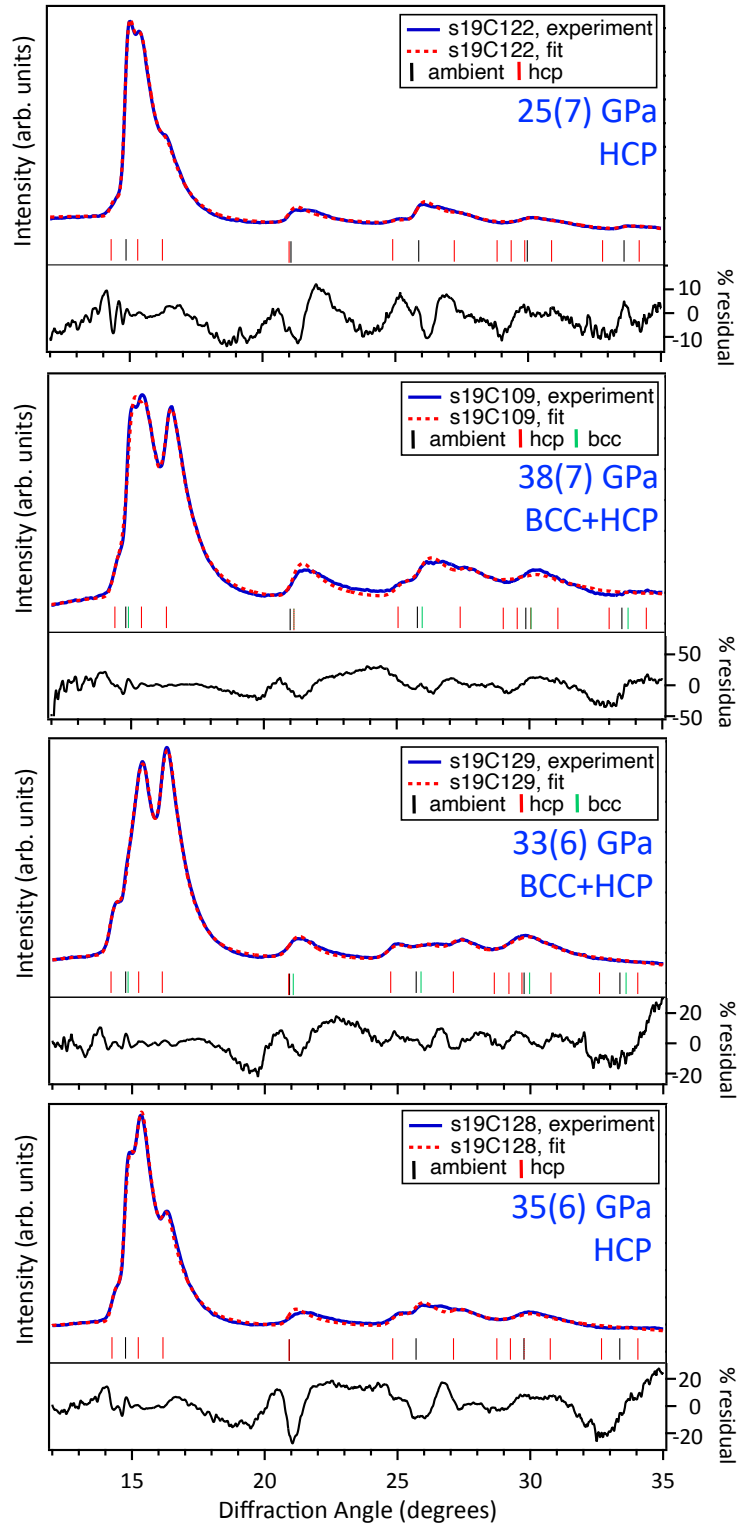 Intensity (arb. units)
s19C122, experiment
s19C122, fit
ambient hcp
25(7) GPa
HCP
10
0
-10
% residual
Intensity (arb. units)
s19C109, experiment
s19C109, fit
ambient hcp bcc
38(7) GPa
BCC+HCP
50
0
-50
% residua
Intensity (arb. units)
s19C129, experiment
s19C129, fit
ambient hcp bcc
33(6) GPa
BCC+HCP
20
0
-20
% residual
Intensity (arb. units)
s19C128, experiment
s19C128, fit
ambient hcp
35(6) GPa
HCP
20
0
-20
% residual
15 20 25 30 35
Diffraction Angle (degrees)